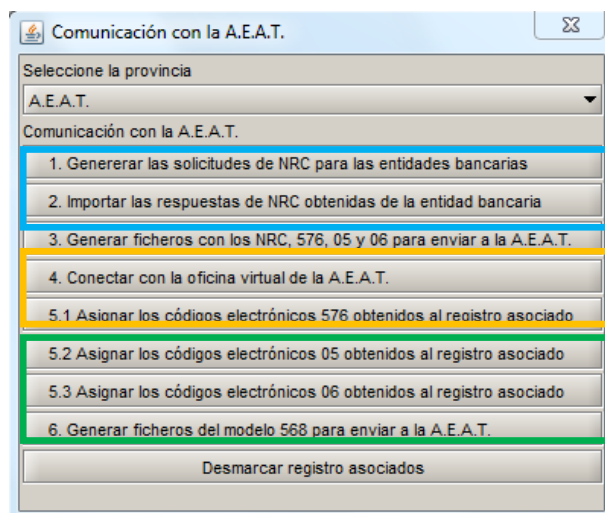 Comunicación con la A.E.A.T.
Seleccione la provincia
A.E.A.T.
Comunicación con la A.E.A.T.
1. Genererar las solicitudes de NRC para las entidades bancarias
2. Importar las respuestas de NRC obtenidas de la entidad bancaria
3. Generar ficheros con los NRC, 576, 05 y 06 para enviar a la A.E.A.T.
4. Conectar con la oficina virtual de la A.E.A.T.
5.1 Asignar los códigos electrónicos 576 obtenidos al registro asociado
5.2 Asignar los códigos electrónicos 05 obtenidos al registro asociado
5.3 Asignar los códigos electrónicos 06 obtenidos al registro asociado
6. Generar ficheros del modelo 568 para enviar a la A.E.A.T.
Desmarcar registro asociados